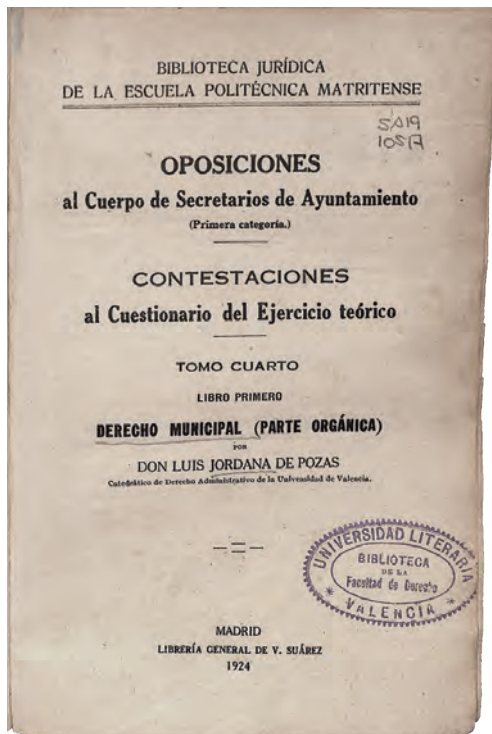 BIBLIOTECA JURÍDICA
DE LA ESCUELA POLITÉCNICA MATRITENSE
OPOSICIONES
al Cuerpo de Secretarios de Ayuntamiento
(Primera categoría.)
CONTESTACIONES
al Cuestionario del Ejercicio teórico
TOMO CUARTO
LIBRO PRIMERO
DERECHO MUNICIPAL (PARTE ORGÁNICA)
POR
DON LUIS JORDANA DE POZAS
Catedrático de Derecho Administrativo de la Universidad de Valencia.
UNIVERSIDAD LITERARIA
BIBLIOTECA
DE LA
Facultad de Derecho
* VALENCIA *
MADRID
LIBRERÍA GENERAL DE V. SUÁREZ
1924